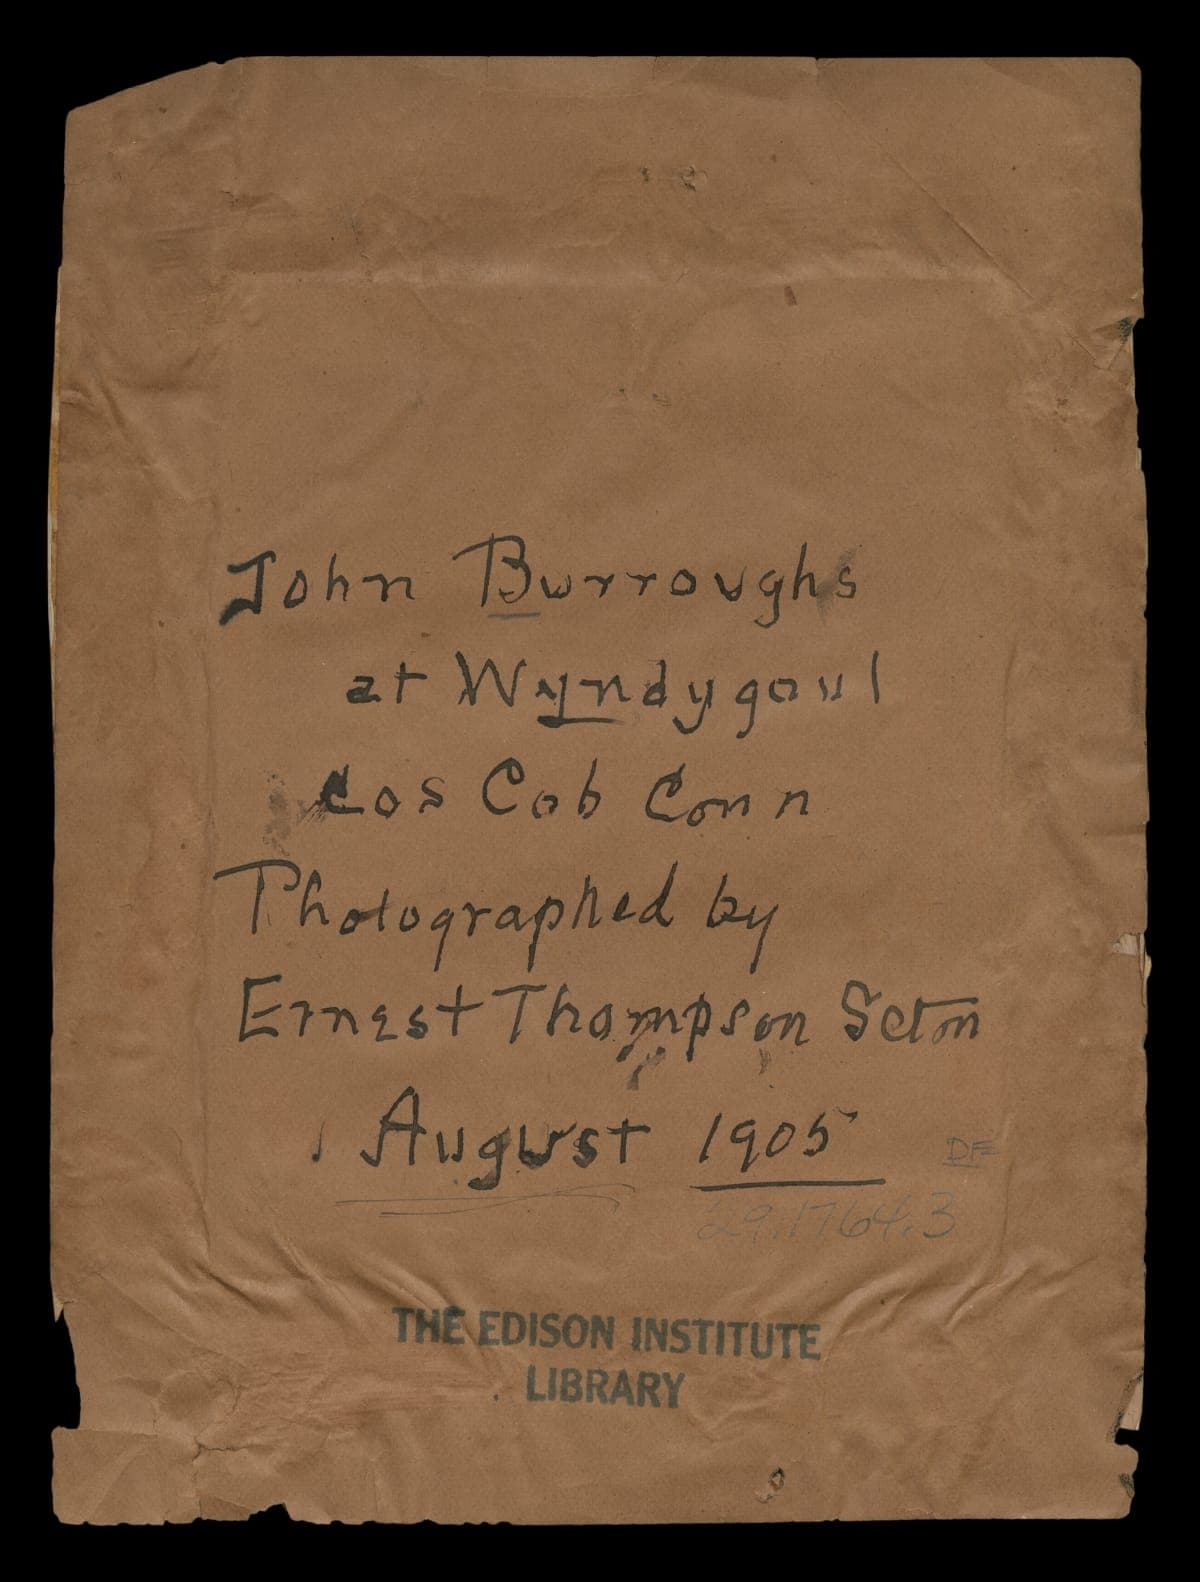 John Burroughs
at Wyndygoul
Cos Cob Conn
Photographed by
Ernest Thompson Seton
August 1905
DF
29.1764.3
THE EDISON INSTITUTE
LIBRARY